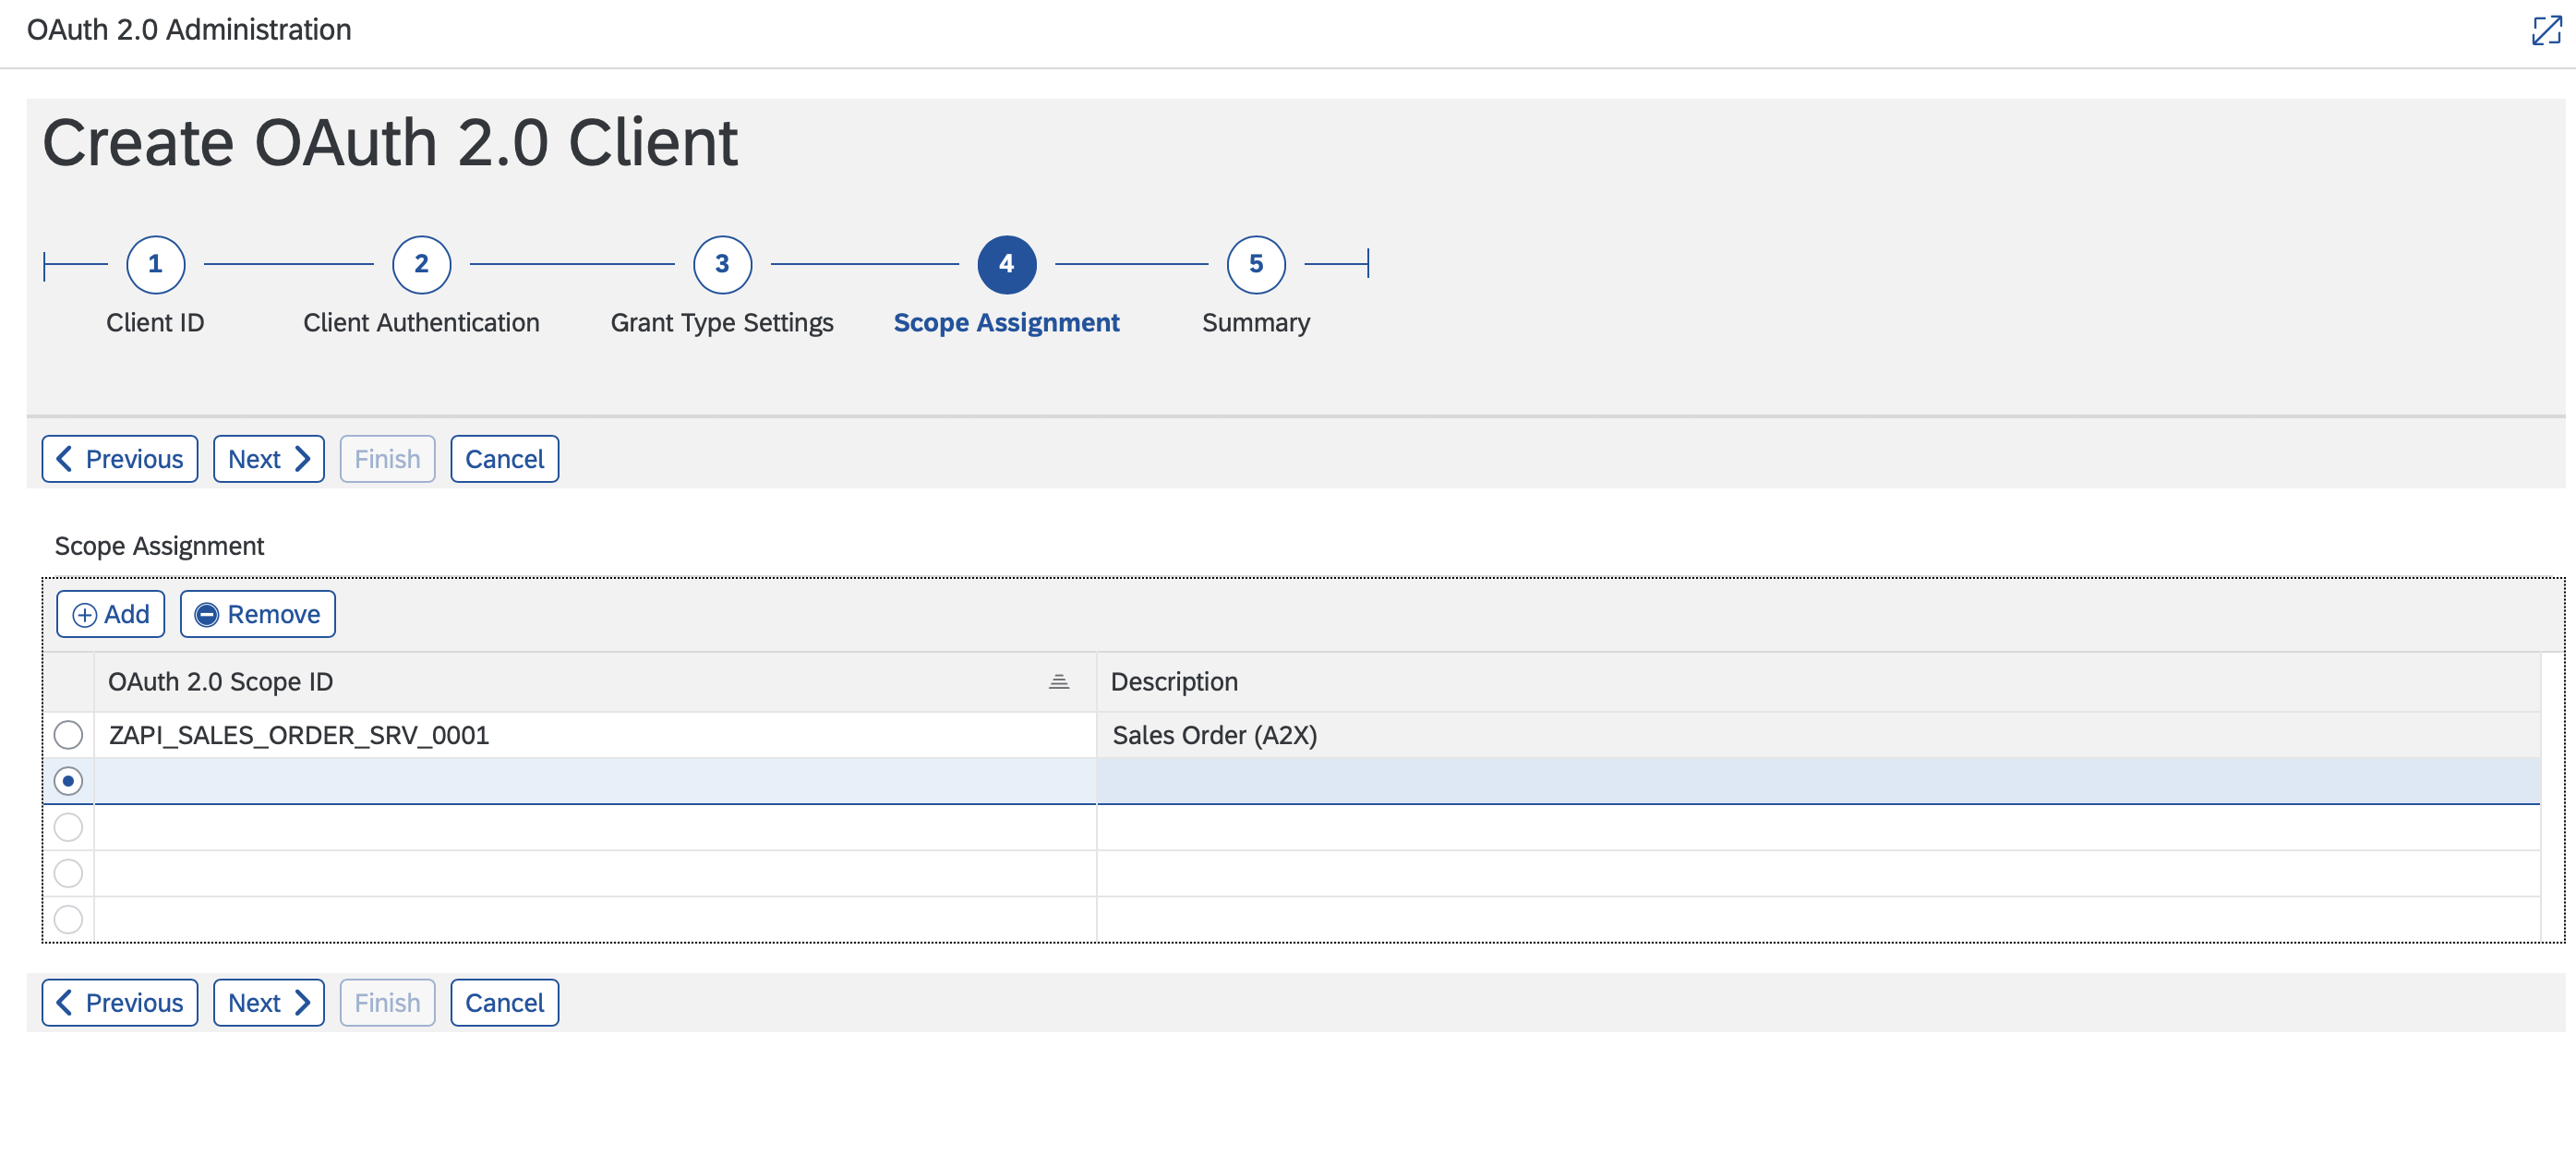 OAuth 2.0 Administration
Create OAuth 2.0 Client
1 2 3 4 5
Client ID Client Authentication Grant Type Settings Scope Assignment Summary
Previous Next Finish Cancel
Scope Assignment
Add Remove
OAuth 2.0 Scope ID Description
ZAPI_SALES_ORDER_SRV_0001 Sales Order (A2X)
Previous Next Finish Cancel